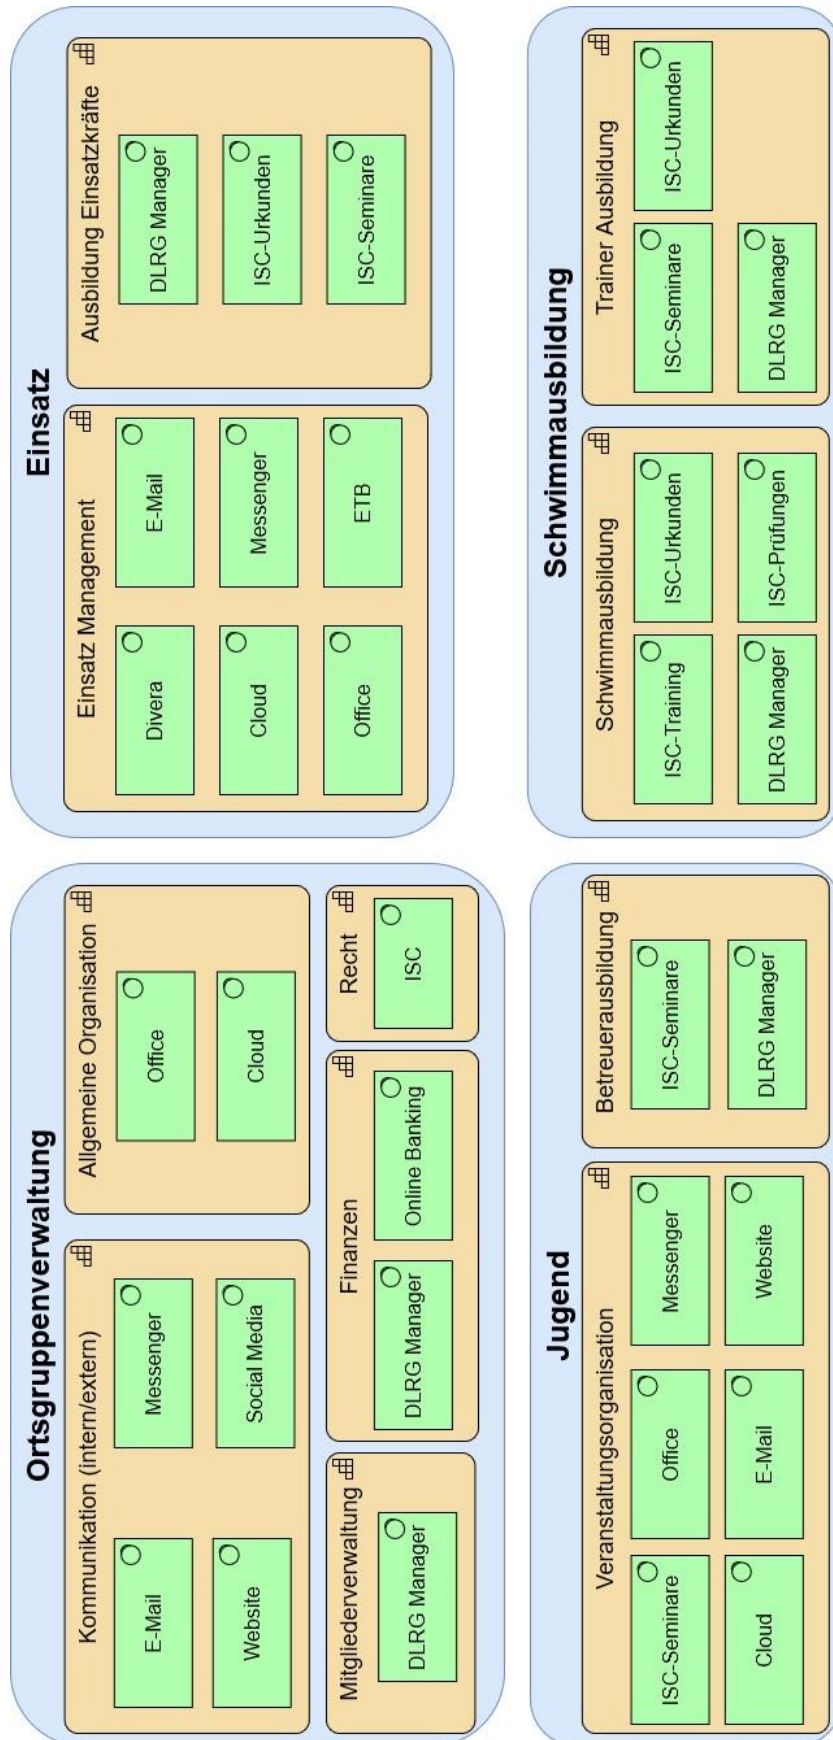 Ortsgruppenverwaltung
Kommunikation (intern/extern)
E-Mail
Messenger
Website
Social Media
Allgemeine Organisation
Office
Cloud
Mitgliederverwaltung
DLRG Manager
Finanzen
DLRG Manager
Online Banking
Recht
ISC
Einsatz
Einsatz Management
Divera
E-Mail
Cloud
Messenger
Office
ETB
Ausbildung Einsatzkräfte
DLRG Manager
ISC-Urkunden
ISC-Seminare
Jugend
Veranstaltungsorganisation
ISC-Seminare
Office
Messenger
Cloud
E-Mail
Website
Betreuerausbildung
ISC-Seminare
DLRG Manager
Schwimmausbildung
Schwimmausbildung
ISC-Training
ISC-Urkunden
DLRG Manager
ISC-Prüfungen
Trainer Ausbildung
ISC-Seminare
ISC-Urkunden
DLRG Manager